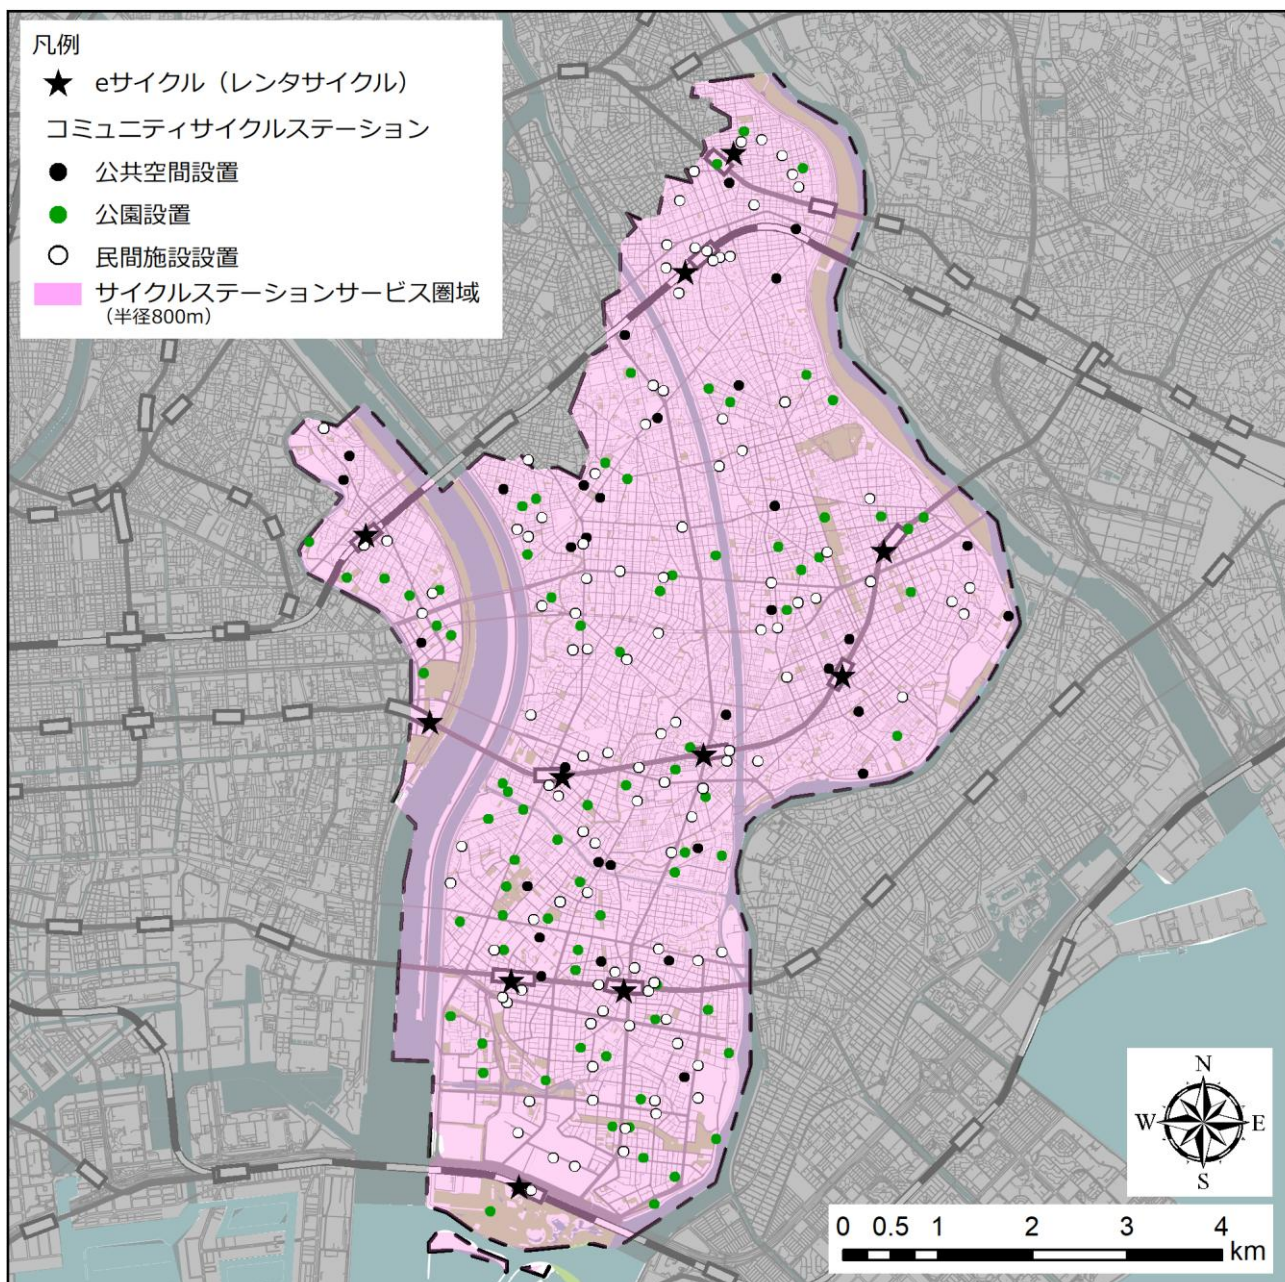 凡例
eサイクル（レンタサイクル）
コミュニティサイクルステーション
公共空間設置
公園設置
民間施設設置
サイクルステーションサービス圏域
（半径800m）
N
W E
S
0 0.5 1 2 3 4
km